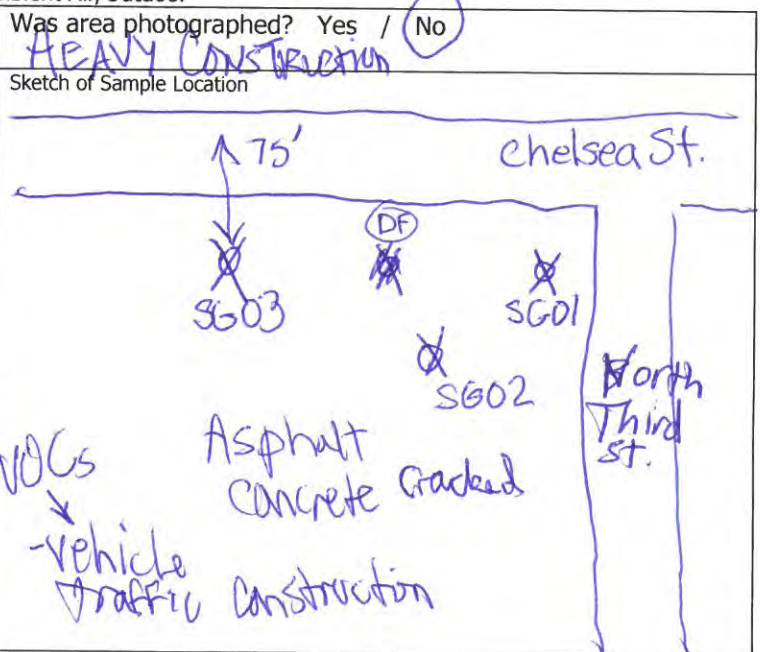 Was area photographed? Yes / No
HEAVY CONSTRUCTION
Sketch of Sample Location
75' Chelsea St.
DF
SG03
SG01
SG02
North
Third
St.
VOCs
Asphalt
Concrete Cracked
-Vehicle
Traffic Construction